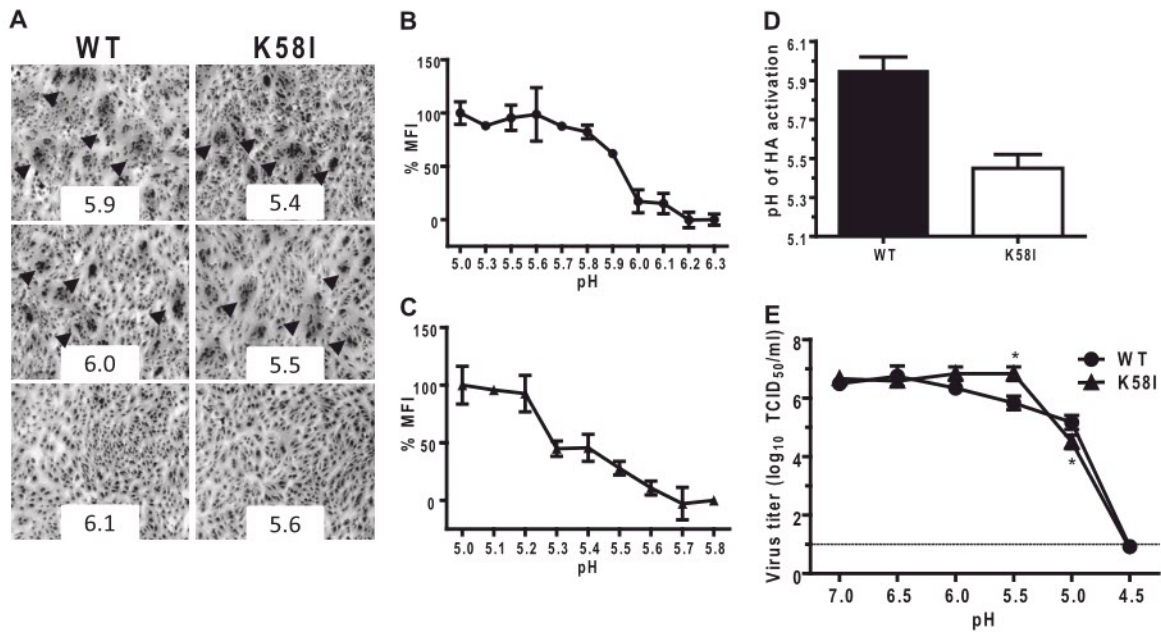 A
WT
K58I
5.9
5.4
6.0
5.5
6.1
5.6
B
150
100
50
0
% MFI
5.0 5.3 5.5 5.6 5.7 5.8 5.9 6.0 6.1 6.2 6.3
pH
C
150
100
50
0
% MFI
5.0 5.1 5.2 5.3 5.4 5.5 5.6 5.7 5.8
pH
D
6.1
5.9
5.7
5.5
5.3
5.1
pH of HA activation
WT
K58I
E
8
6
4
2
0
Virus titer (log10 TCID50/ml)
WT
K58I
*
*
7.0 6.5 6.0 5.5 5.0 4.5
pH